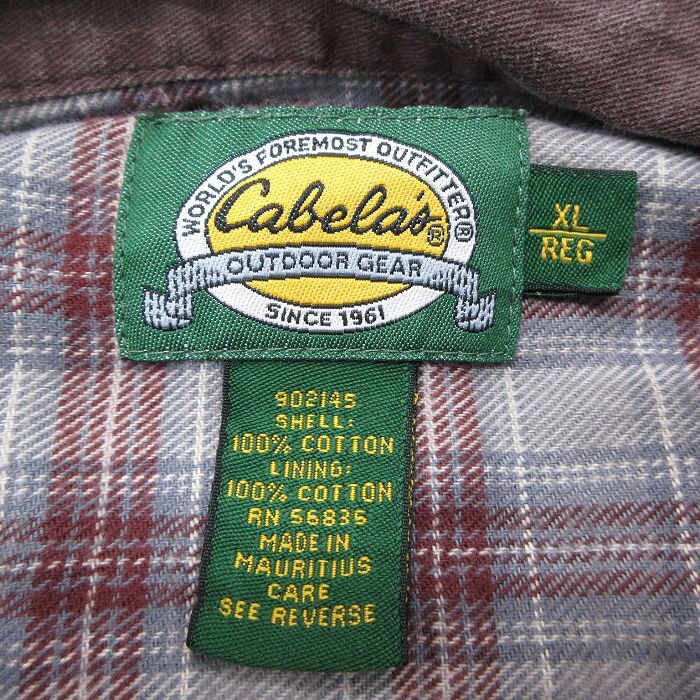 WORLD'S FOREMOST OUTFITTER®
Cabela's®
OUTDOOR GEAR
SINCE 1961
XL
REG
902145
SHELL:
100% COTTON
LINING:
100% COTTON
RN 56835
MADE IN
MAURITIUS
CARE
SEE REVERSE